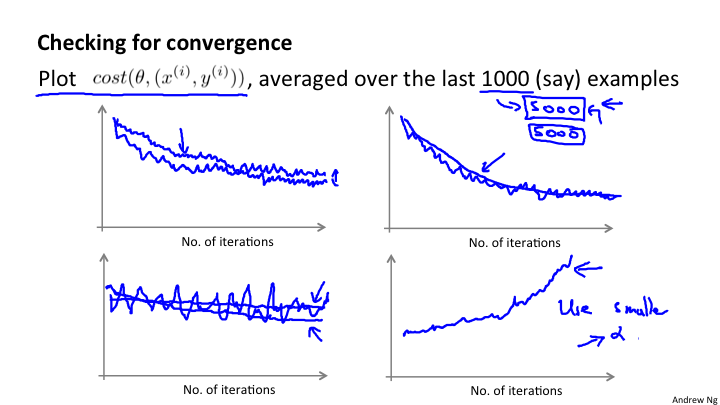 Checking for convergence
Plot cost(θ, (x^(i), y^(i))), averaged over the last 1000 (say) examples
5000
5000
No. of iterations
No. of iterations
Use smaller
α
No. of iterations
No. of iterations
Andrew Ng